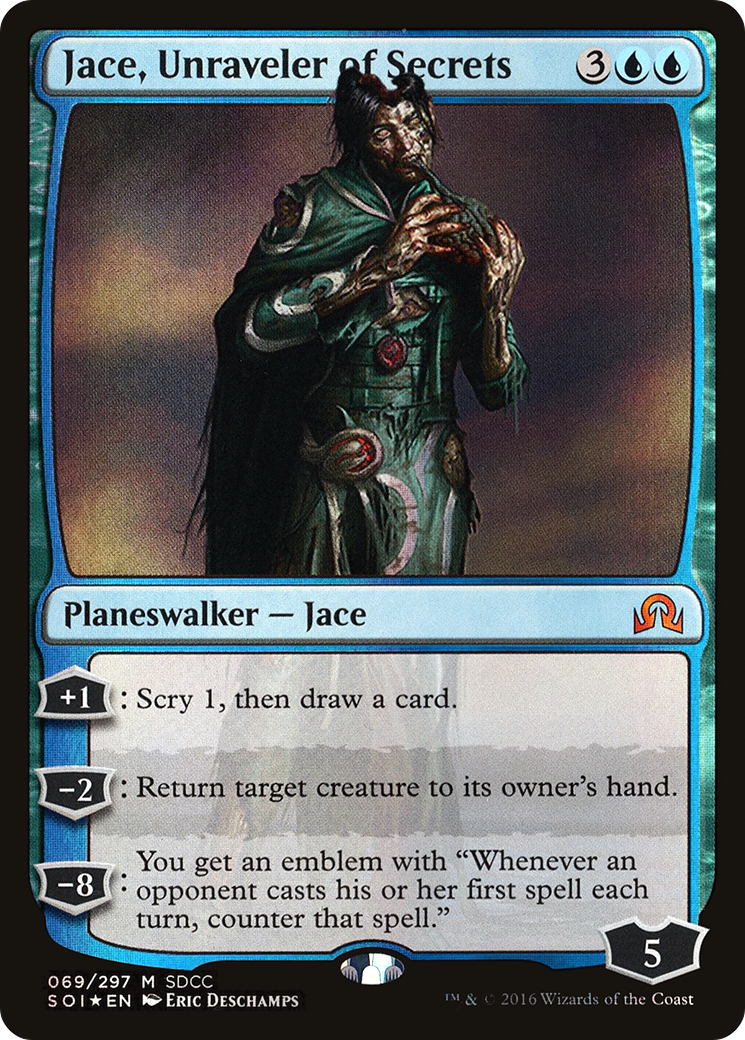 Jace, Unraveler of Secrets 3
Planeswalker — Jace
+1 : Scry 1, then draw a card.
−2 : Return target creature to its owner's hand.
−8 : You get an emblem with “Whenever an
opponent casts his or her first spell each
turn, counter that spell.”
5
069/297 M SDCC
SOI★EN Eric Deschamps
™ & © 2016 Wizards of the Coast